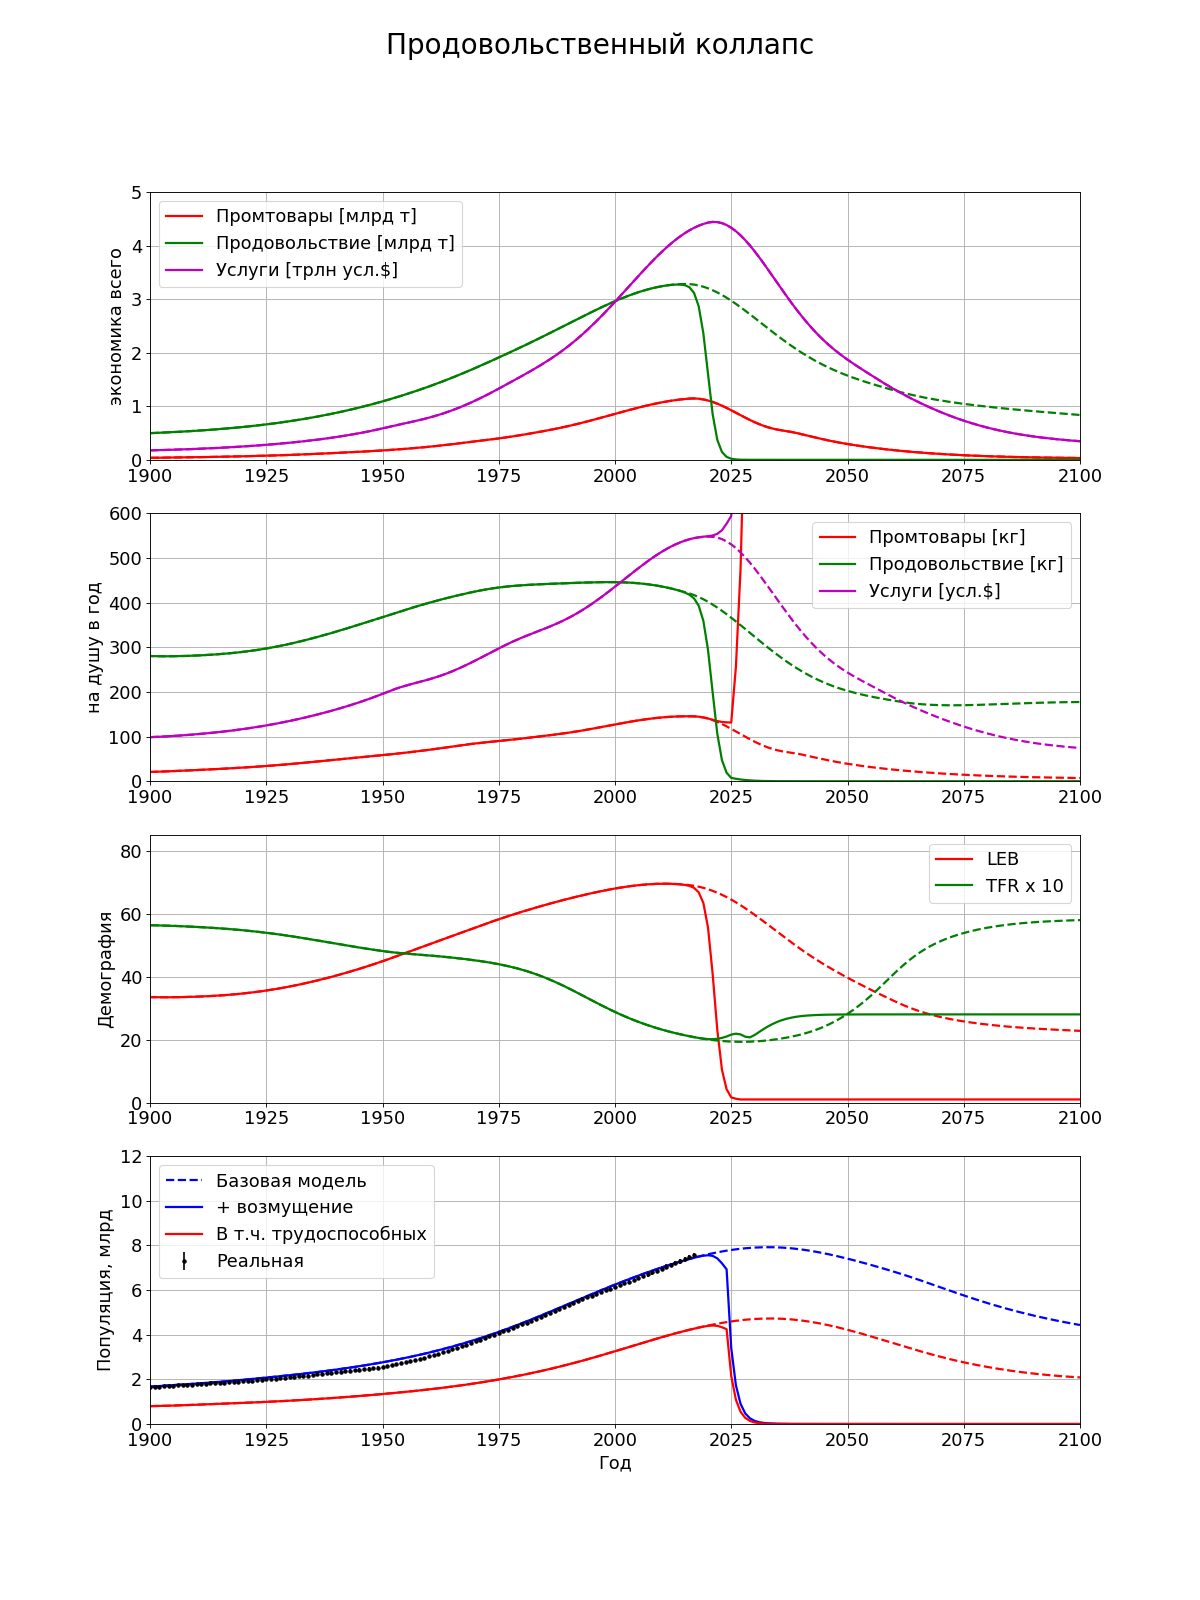 Продовольственный коллапс
экономика всего
5
4
3
2
1
0
Промтовары [млрд т]
Продовольствие [млрд т]
Услуги [трлн усл.$]
1900 1925 1950 1975 2000 2025 2050 2075 2100
на душу в год
600
500
400
300
200
100
0
Промтовары [кг]
Продовольствие [кг]
Услуги [усл.$]
1900 1925 1950 1975 2000 2025 2050 2075 2100
Демография
80
60
40
20
0
LEB
TFR x 10
1900 1925 1950 1975 2000 2025 2050 2075 2100
Популяция, млрд
12
10
8
6
4
2
0
Базовая модель
+ возмущение
В т.ч. трудоспособных
Реальная
1900 1925 1950 1975 2000 2025 2050 2075 2100
Год